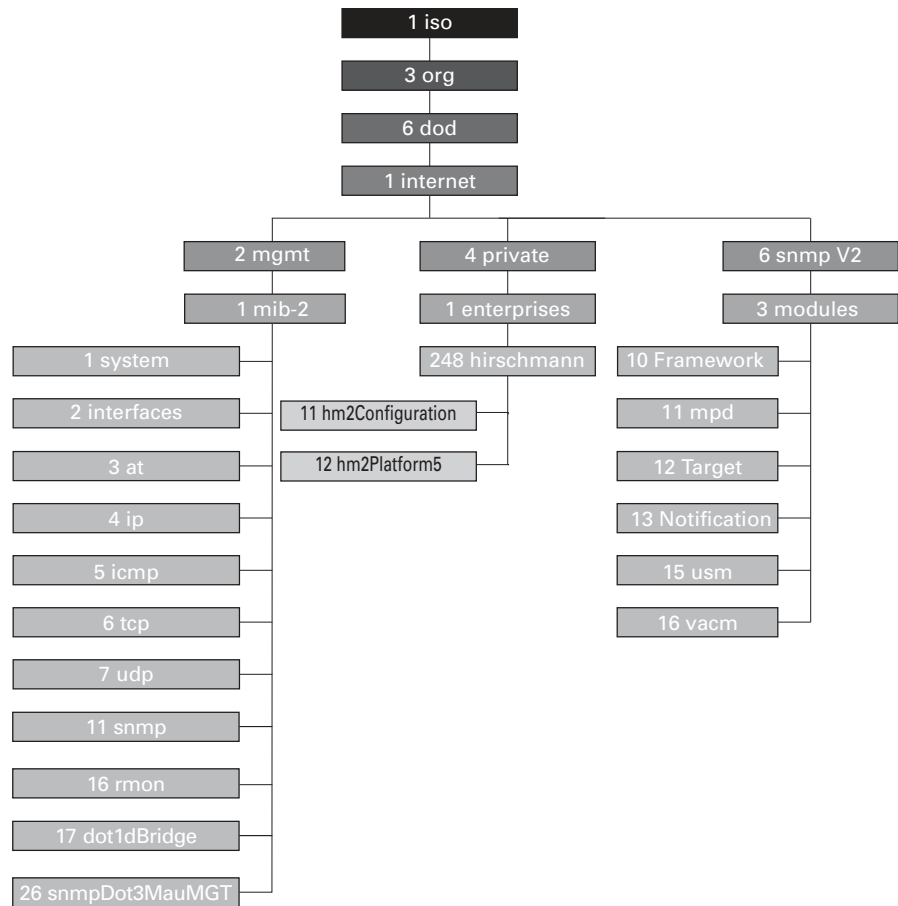 1 iso
3 org
6 dod
1 internet
2 mgmt
4 private
6 snmp V2
1 mib-2
1 enterprises
3 modules
1 system
248 hirschmann
10 Framework
2 interfaces
11 hm2Configuration
11 mpd
3 at
12 hm2Platform5
12 Target
4 ip
13 Notification
5 icmp
15 usm
6 tcp
16 vacm
7 udp
11 snmp
16 rmon
17 dot1dBridge
26 snmpDot3MauMGT